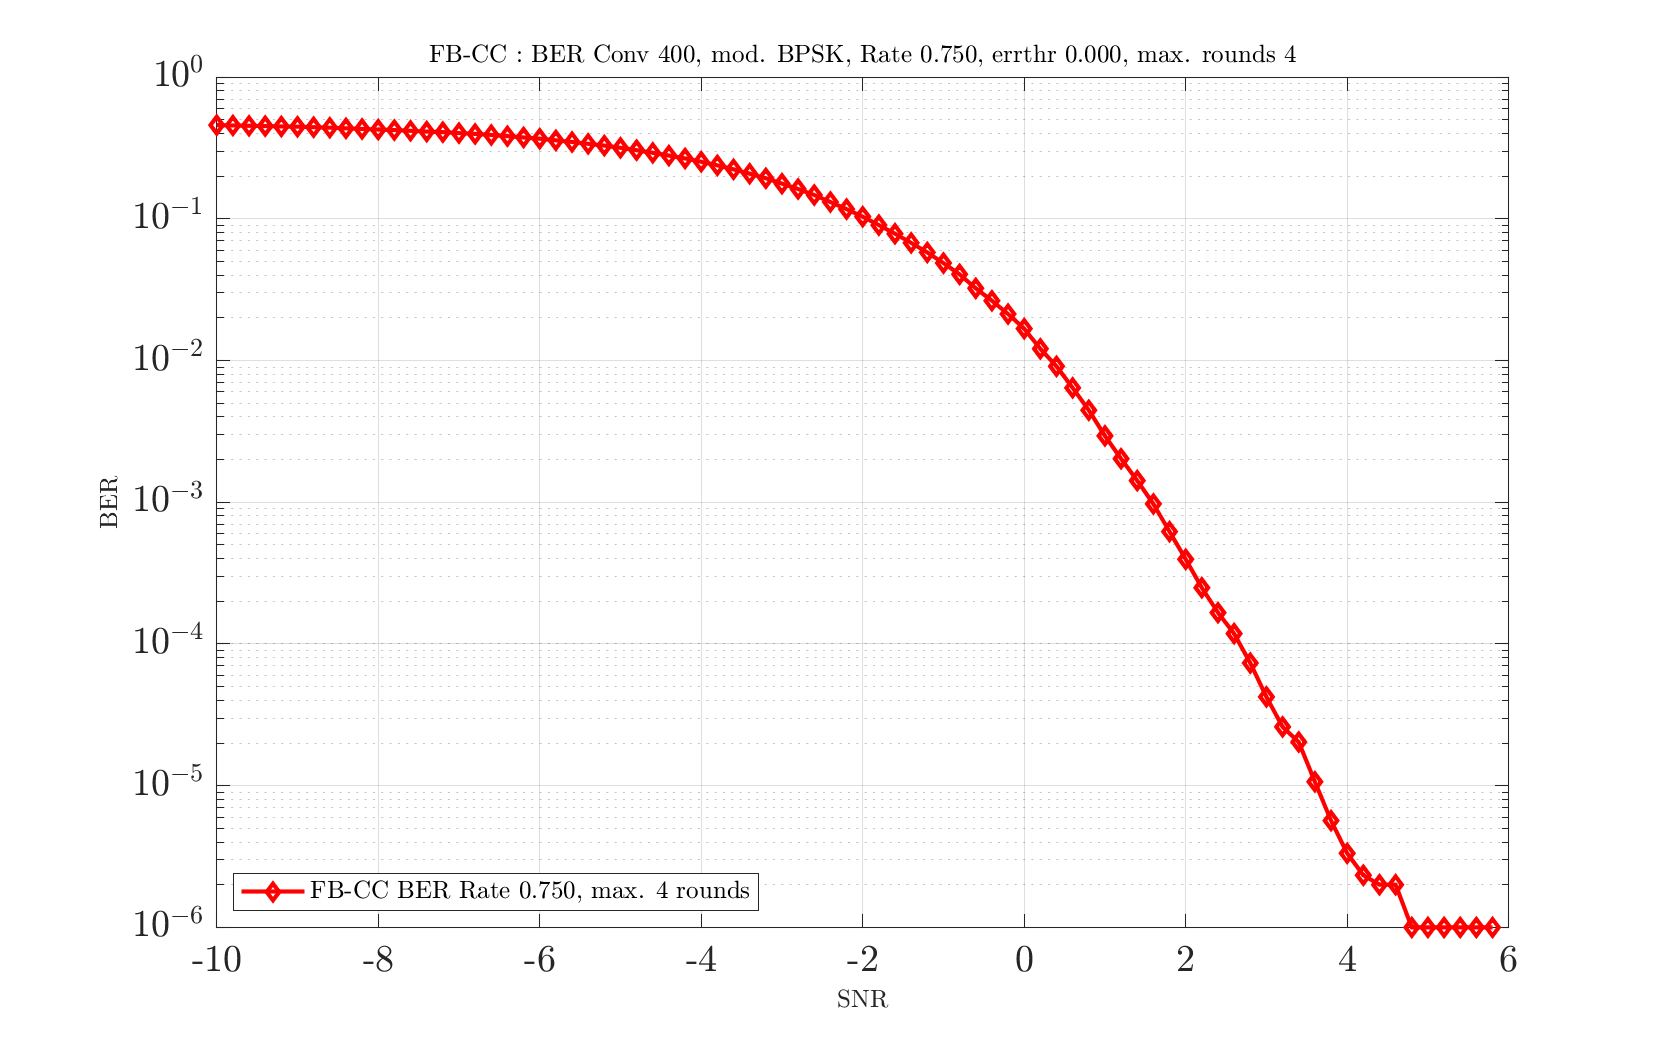 FB-CC : BER Conv 400, mod. BPSK, Rate 0.750, errthr 0.000, max. rounds 4
10^0
10^{-1}
10^{-2}
10^{-3}
10^{-4}
10^{-5}
10^{-6}
BER
FB-CC BER Rate 0.750, max. 4 rounds
-10 -8 -6 -4 -2 0 2 4 6
SNR